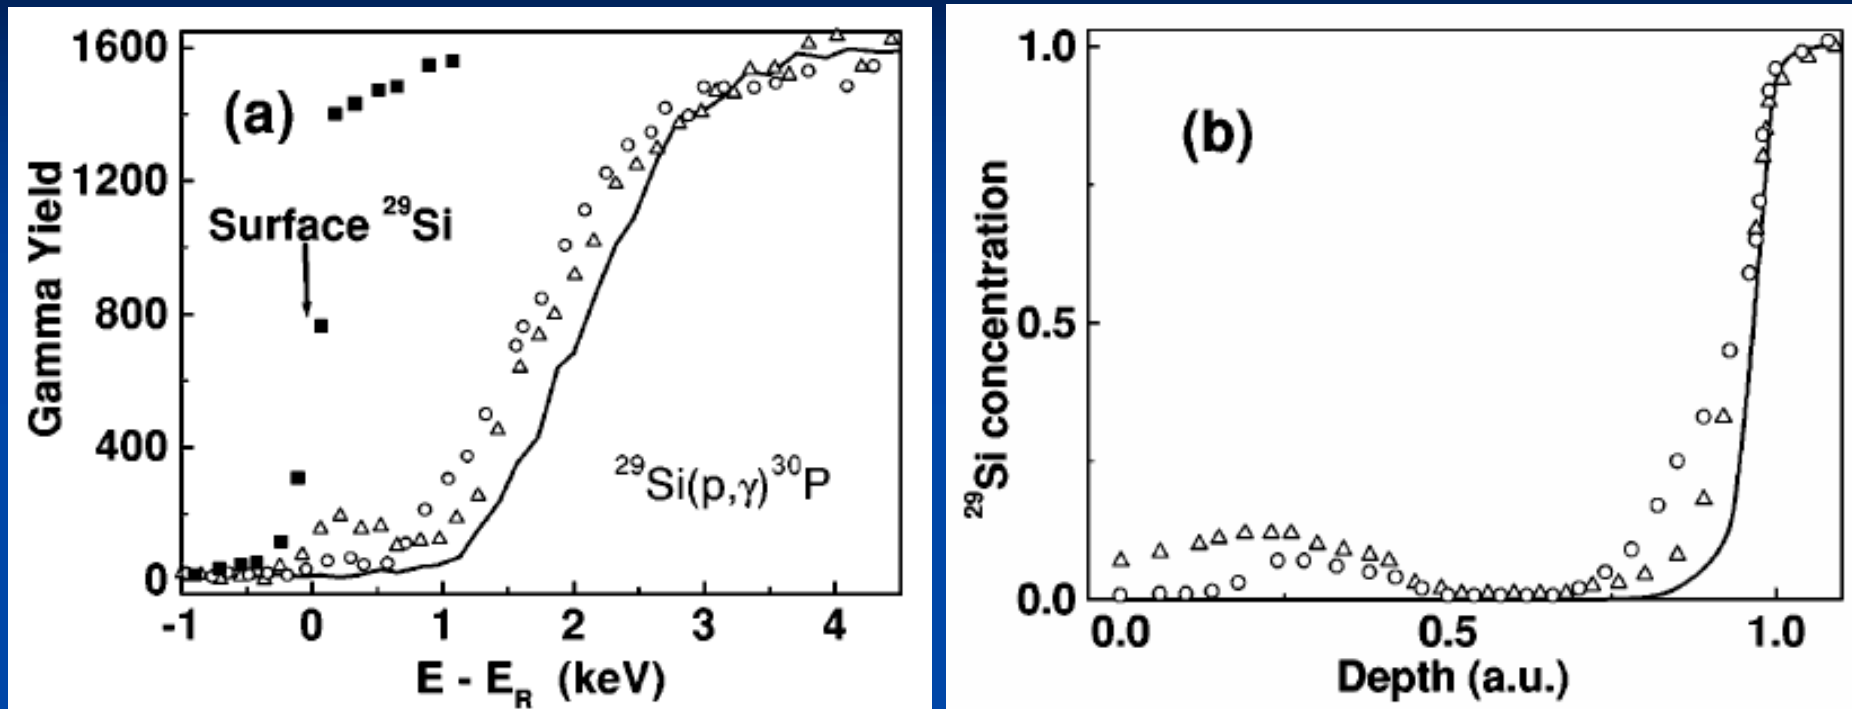 1600
1200
800
400
0
-1 0 1 2 3 4
Gamma Yield
E - E_R (keV)
(a)
Surface ²⁹Si
²⁹Si(p,γ)³⁰P
1.0
0.5
0.0
0.0 0.5 1.0
²⁹Si concentration
Depth (a.u.)
(b)